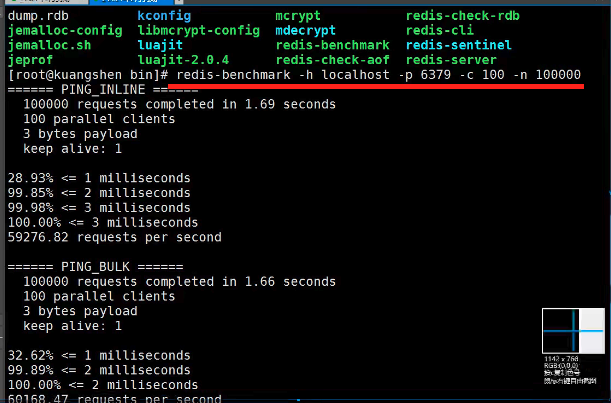 dump.rdb kconfig mcrypt redis-check-rdb
jemalloc-config libmcrypt-config mdecrypt redis-cli
jemalloc.sh luajit redis-benchmark redis-sentinel
jeprof luajit-2.0.4 redis-check-aof redis-server
[root@kuangshen bin]# redis-benchmark -h localhost -p 6379 -c 100 -n 100000
====== PING_INLINE ======
100000 requests completed in 1.69 seconds
100 parallel clients
3 bytes payload
keep alive: 1
28.93% <= 1 milliseconds
99.85% <= 2 milliseconds
99.98% <= 3 milliseconds
100.00% <= 3 milliseconds
59276.82 requests per second
====== PING_BULK ======
100000 requests completed in 1.66 seconds
100 parallel clients
3 bytes payload
keep alive: 1
32.62% <= 1 milliseconds
99.89% <= 2 milliseconds
100.00% <= 2 milliseconds
60168.47 requests per second
1142 x 766
RGB:(0,0,0)